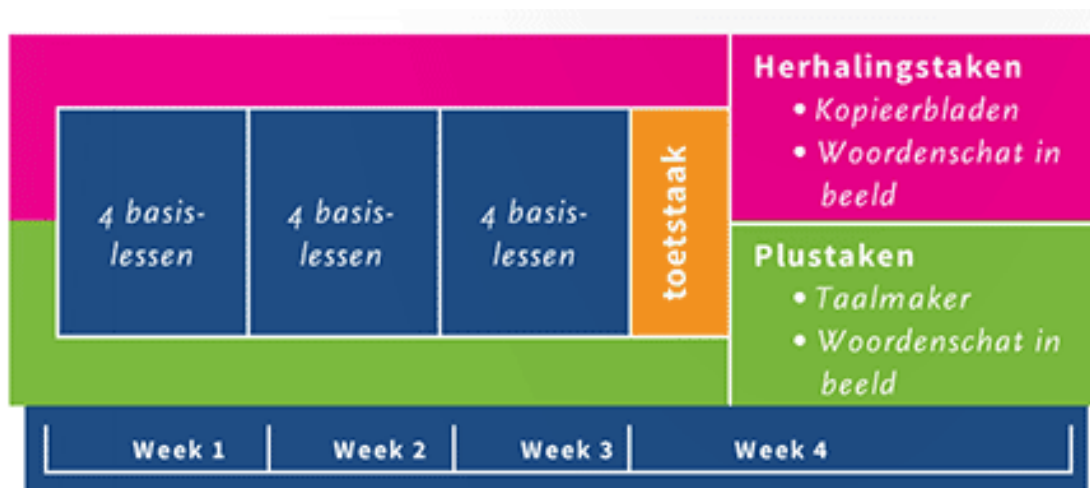 4 basis-
lessen
4 basis-
lessen
4 basis-
lessen
toetstaak
Herhalingstaken
• Kopieerbladen
• Woordenschat in
beeld
Plustaken
• Taalmaker
• Woordenschat in
beeld
Week 1
Week 2
Week 3
Week 4